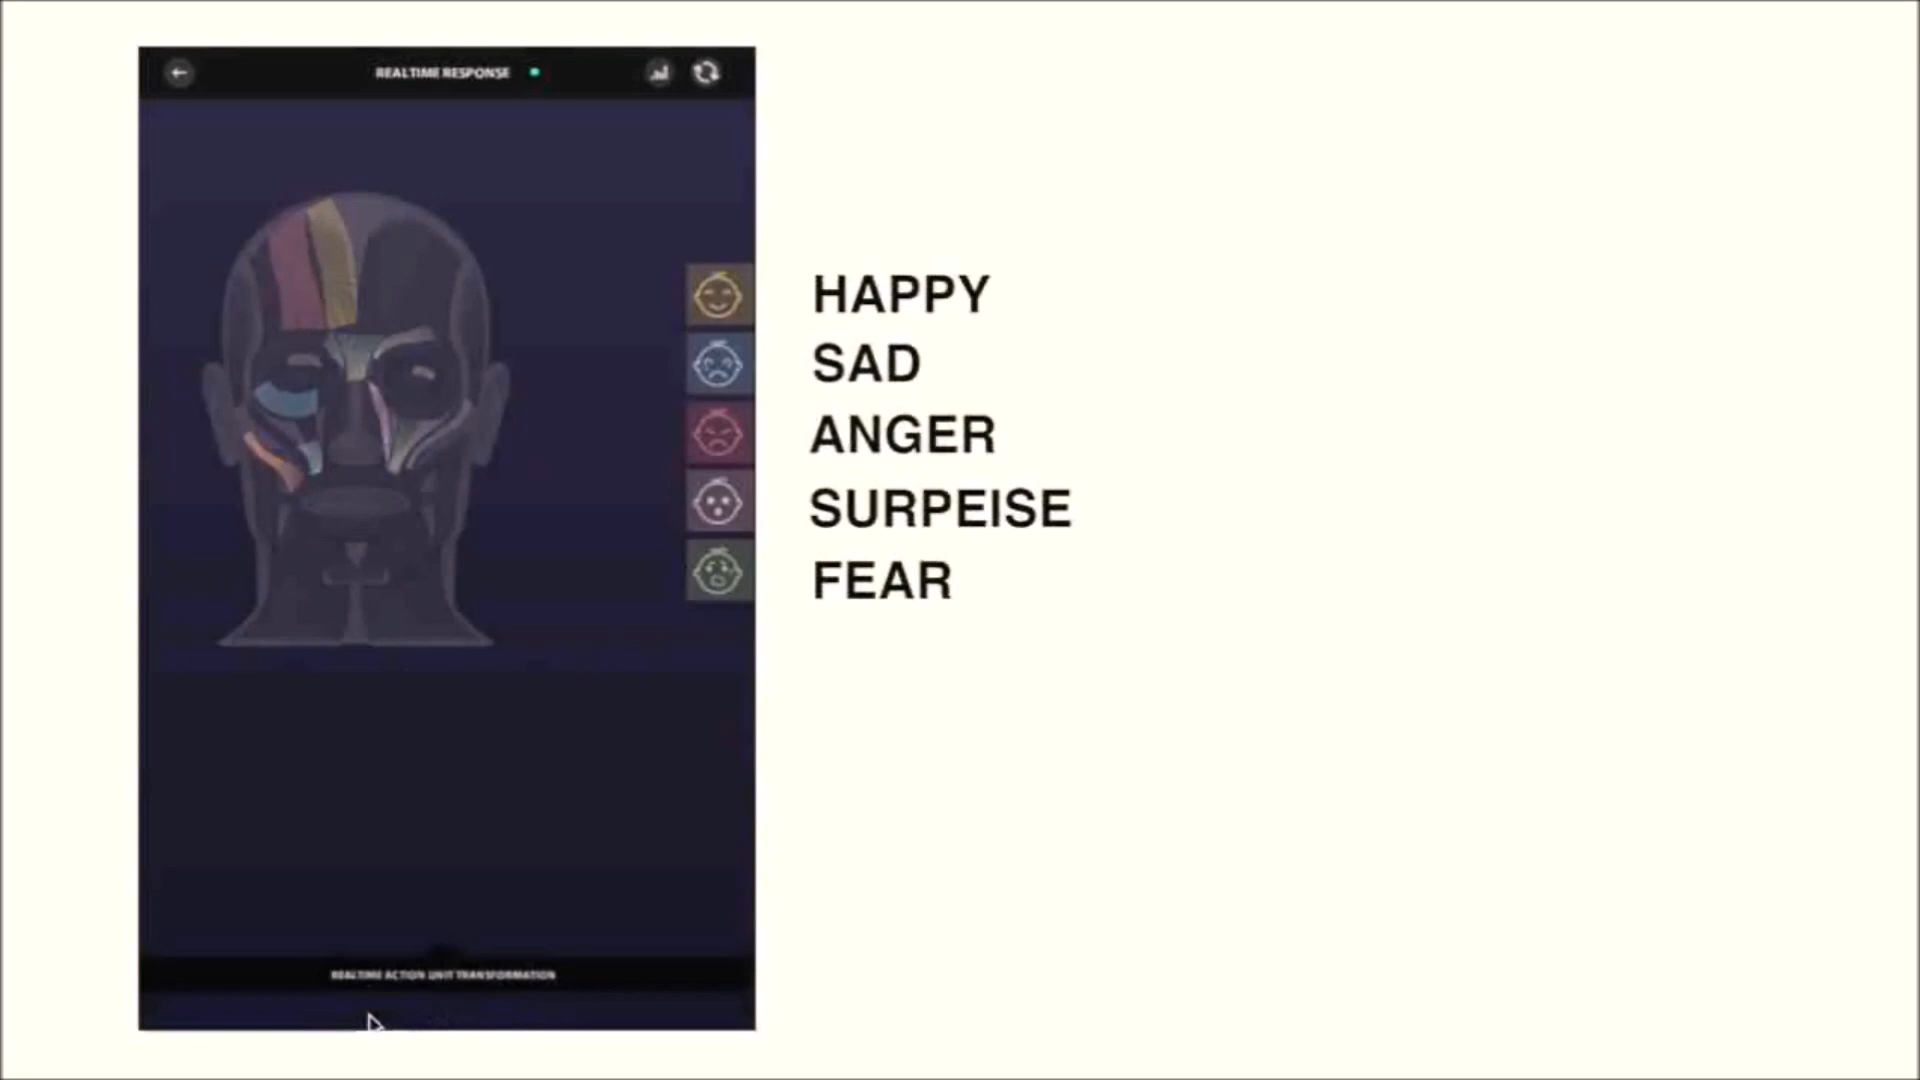 REALTIME RESPONSE
HAPPY
SAD
ANGER
SURPEISE
FEAR
REALTIME ACTION UNIT TRANSFORMATION